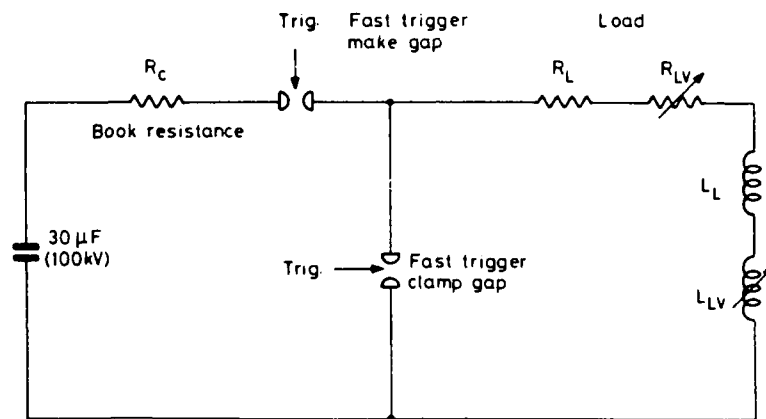 Trig.
Fast trigger
make gap
Load
R_C
R_L
R_LV
Book resistance
L_L
30 µF
(100kV)
Trig.
Fast trigger
clamp gap
L_LV